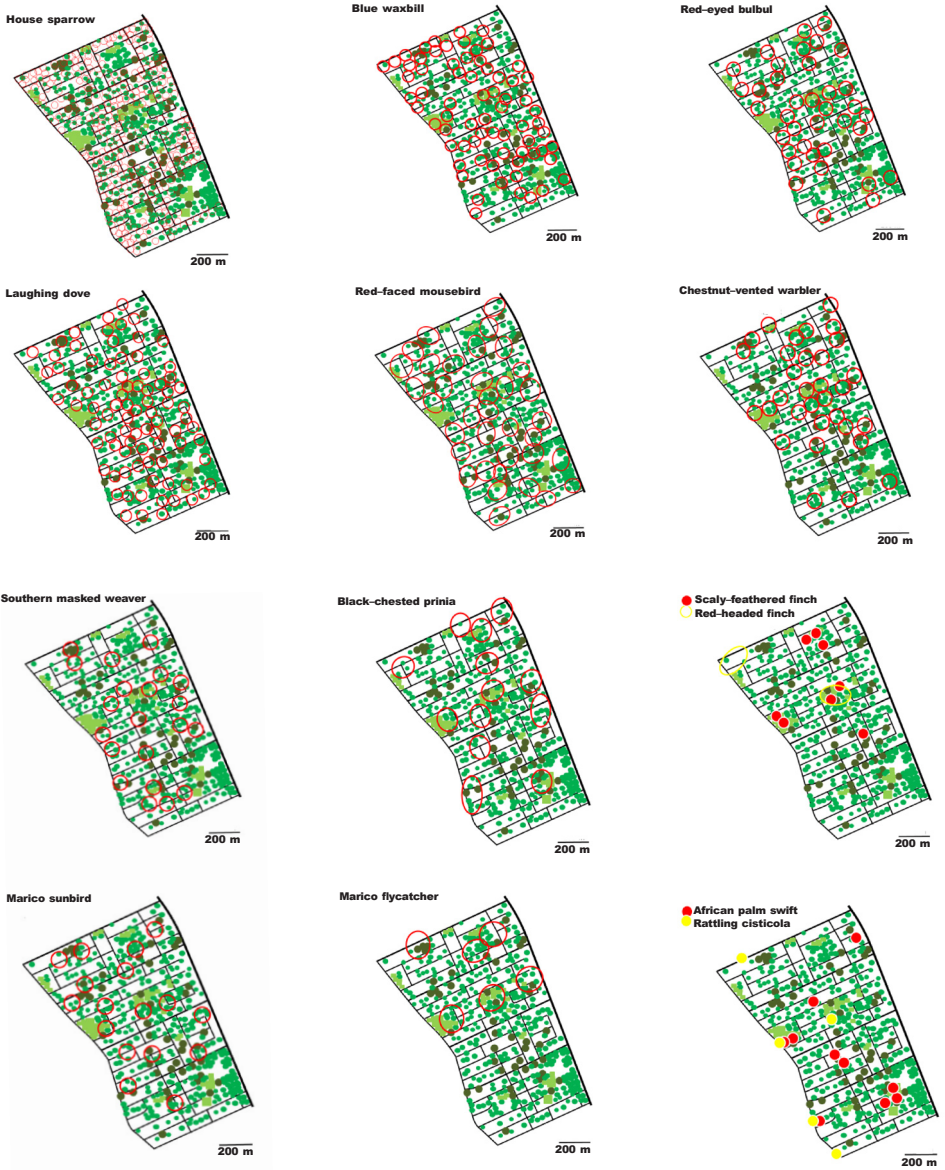 House sparrow
Blue waxbill
Red–eyed bulbul
200 m
200 m
200 m
Laughing dove
Red–faced mousebird
Chestnut–vented warbler
200 m
200 m
200 m
Southern masked weaver
Black–chested prinia
Scaly–feathered finch
Red–headed finch
200 m
200 m
200 m
Marico sunbird
Marico flycatcher
African palm swift
Rattling cisticola
200 m
200 m
200 m